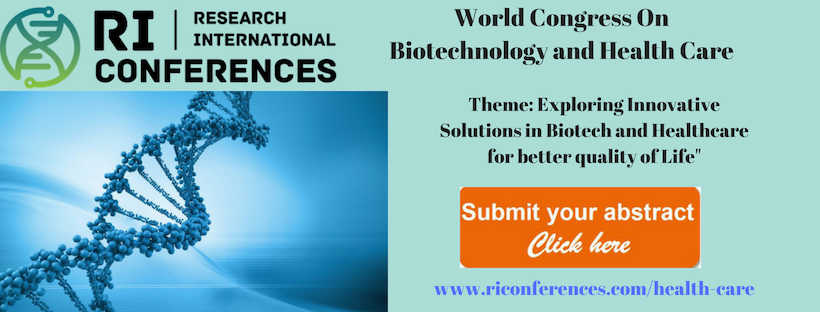 RI
RESEARCH
INTERNATIONAL
CONFERENCES
World Congress On
Biotechnology and Health Care
Theme: Exploring Innovative
Solutions in Biotech and Healthcare
for better quality of Life"
Submit your abstract
Click here
www.riconferences.com/health-care